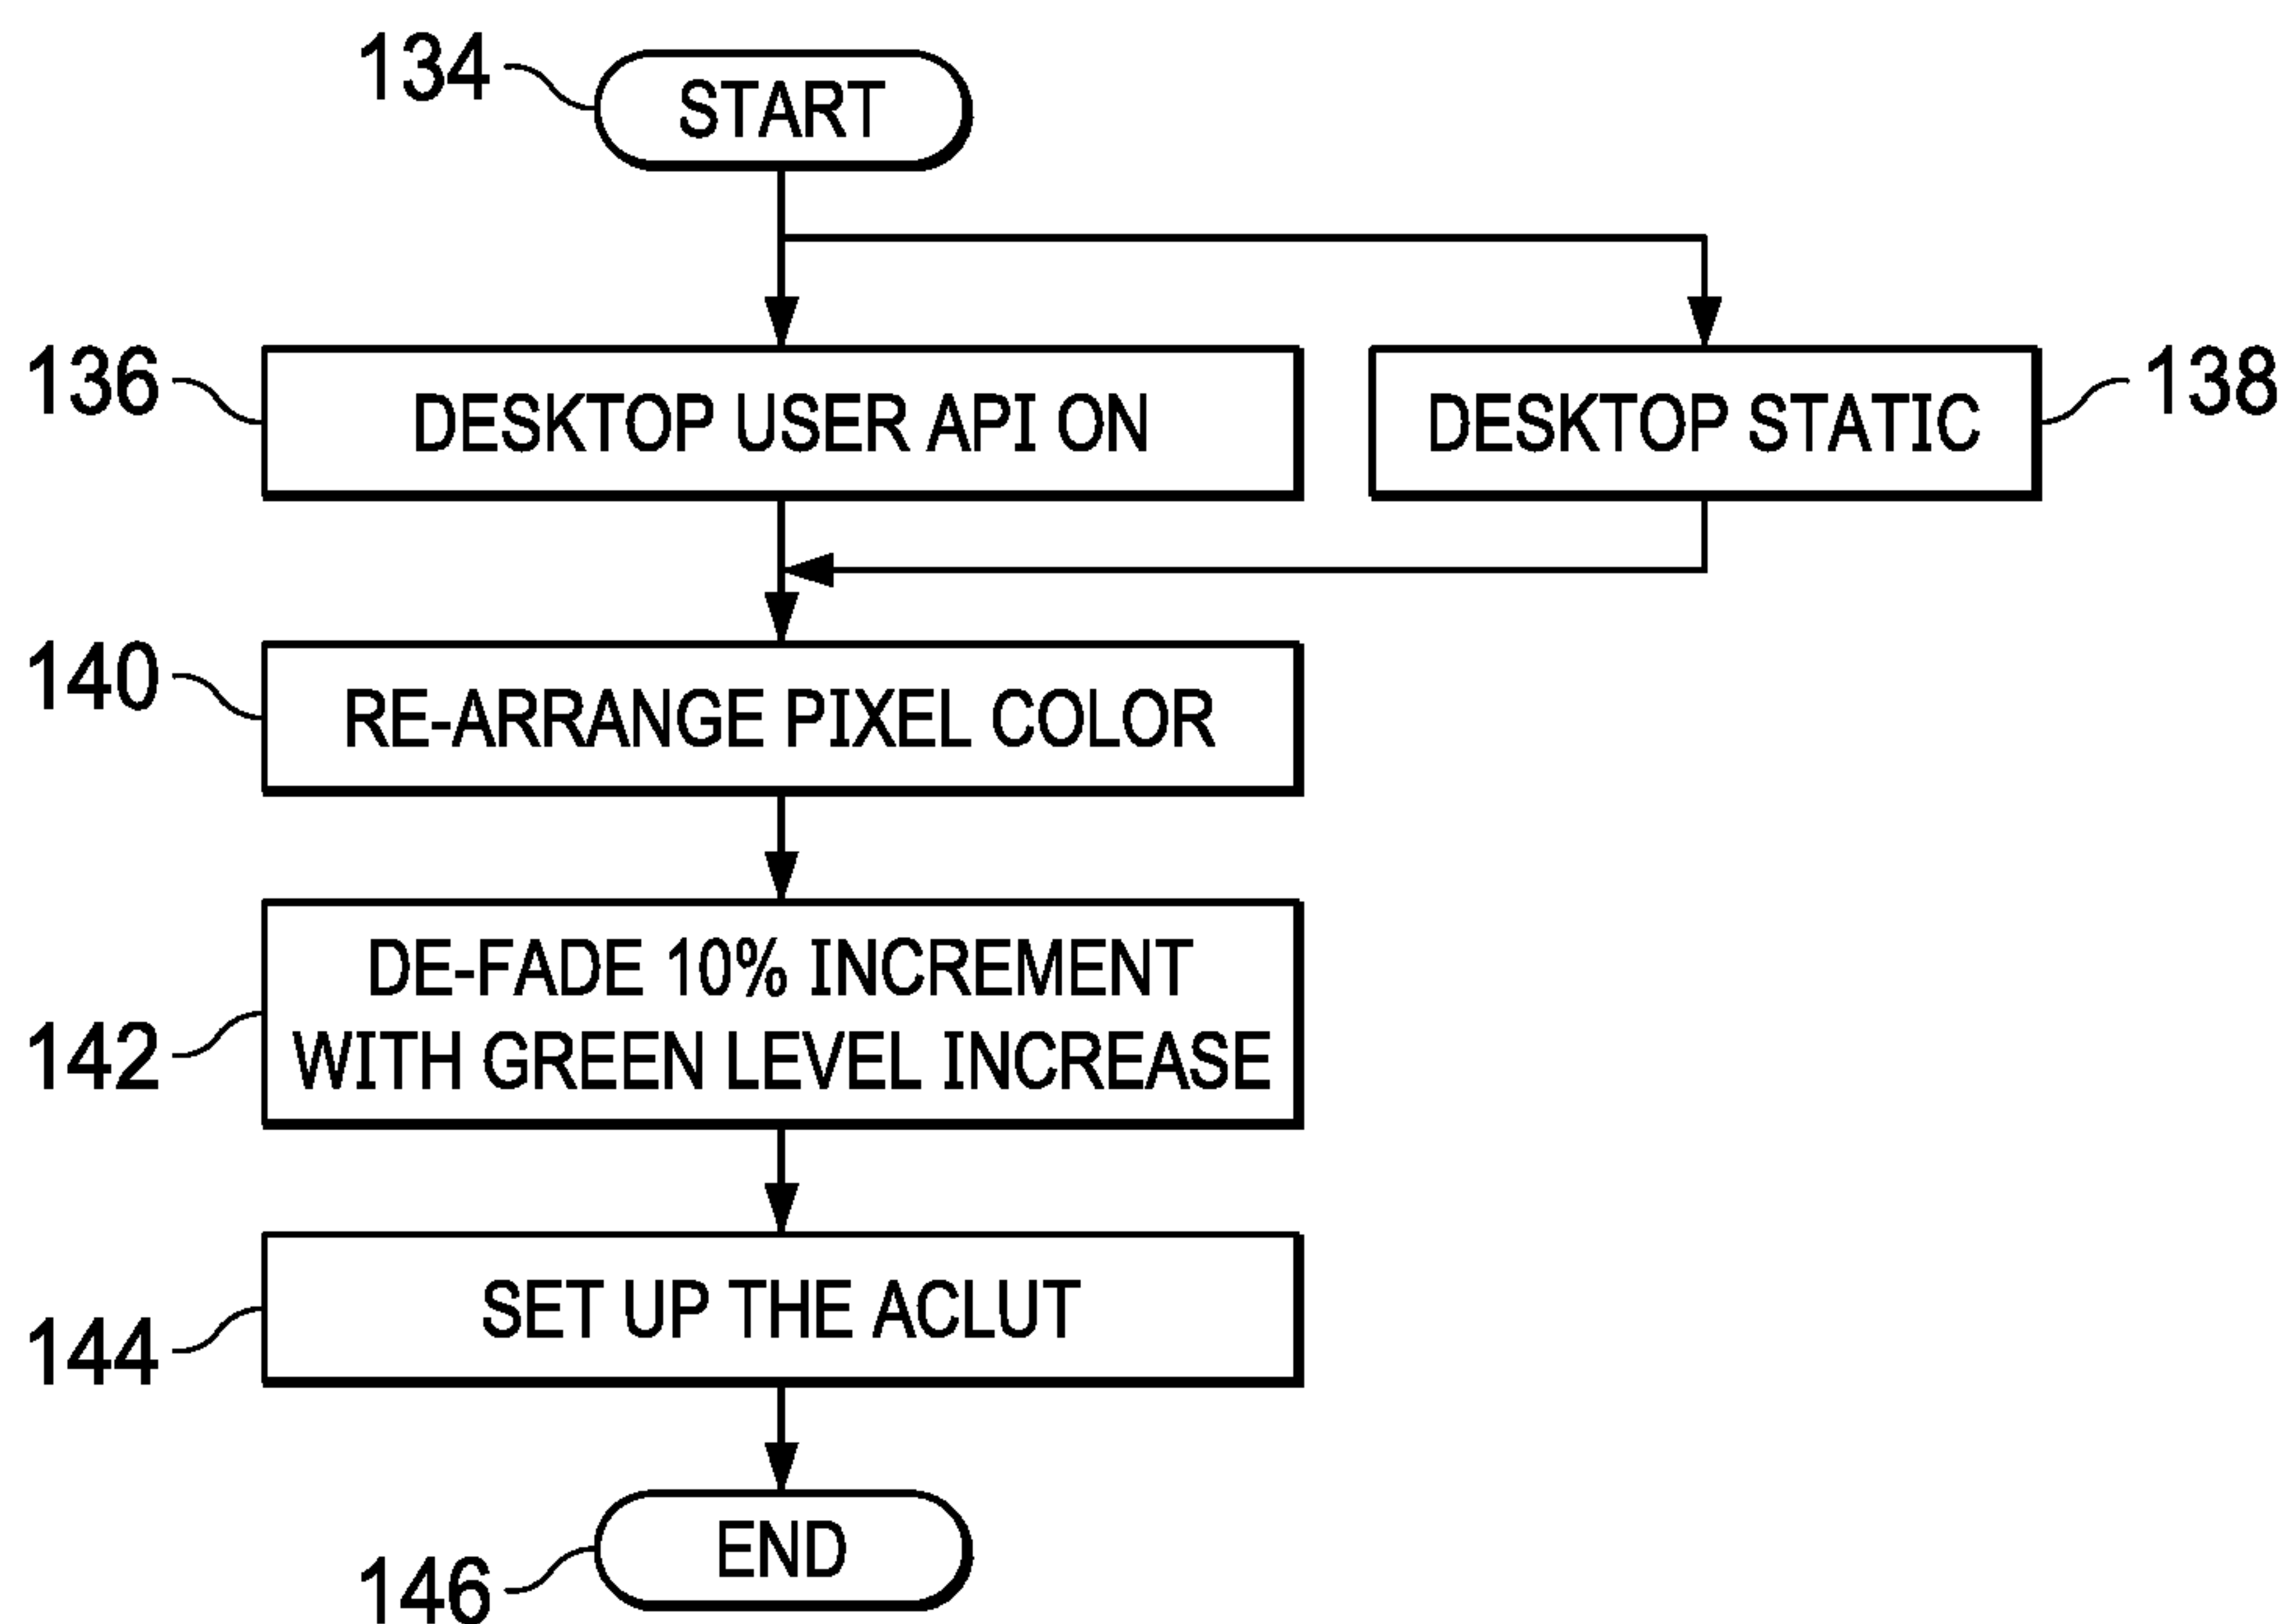 134
START
136
DESKTOP USER API ON
DESKTOP STATIC
138
140
RE-ARRANGE PIXEL COLOR
DE-FADE 10% INCREMENT
142
WITH GREEN LEVEL INCREASE
144
SET UP THE ACLUT
END
146